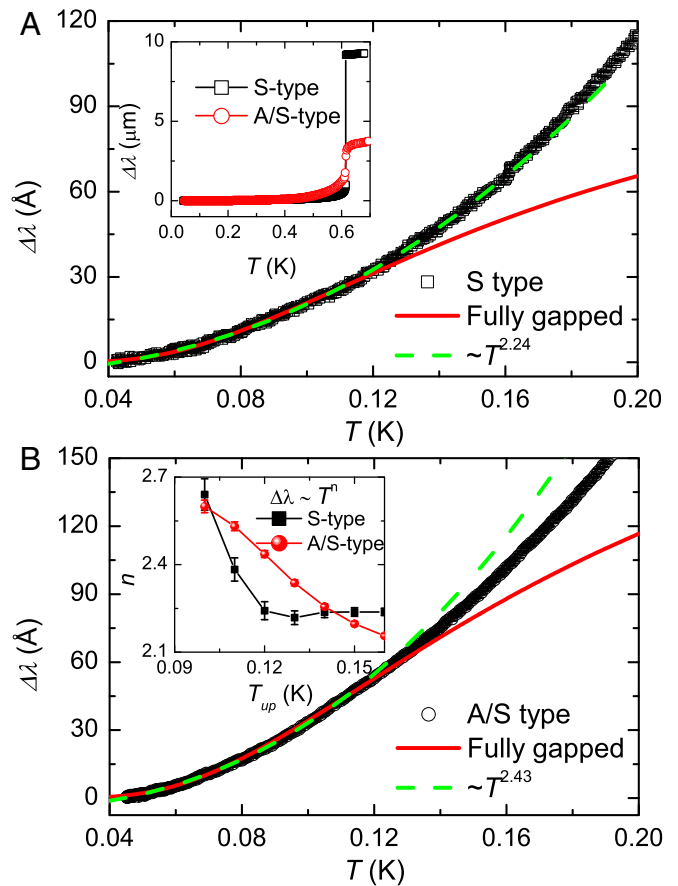 A
120
90
60
30
0
Δλ (Å)
0.04
0.08
0.12
0.16
0.20
T (K)
10
5
0
Δλ (μm)
0.0
0.2
0.4
0.6
T (K)
S-type
A/S-type
S type
Fully gapped
~T^2.24
B
150
120
90
60
30
0
Δλ (Å)
0.04
0.08
0.12
0.16
0.20
T (K)
2.7
2.4
2.1
n
0.09
0.12
0.15
T_up (K)
Δλ ~ T^n
S-type
A/S-type
A/S type
Fully gapped
~T^2.43